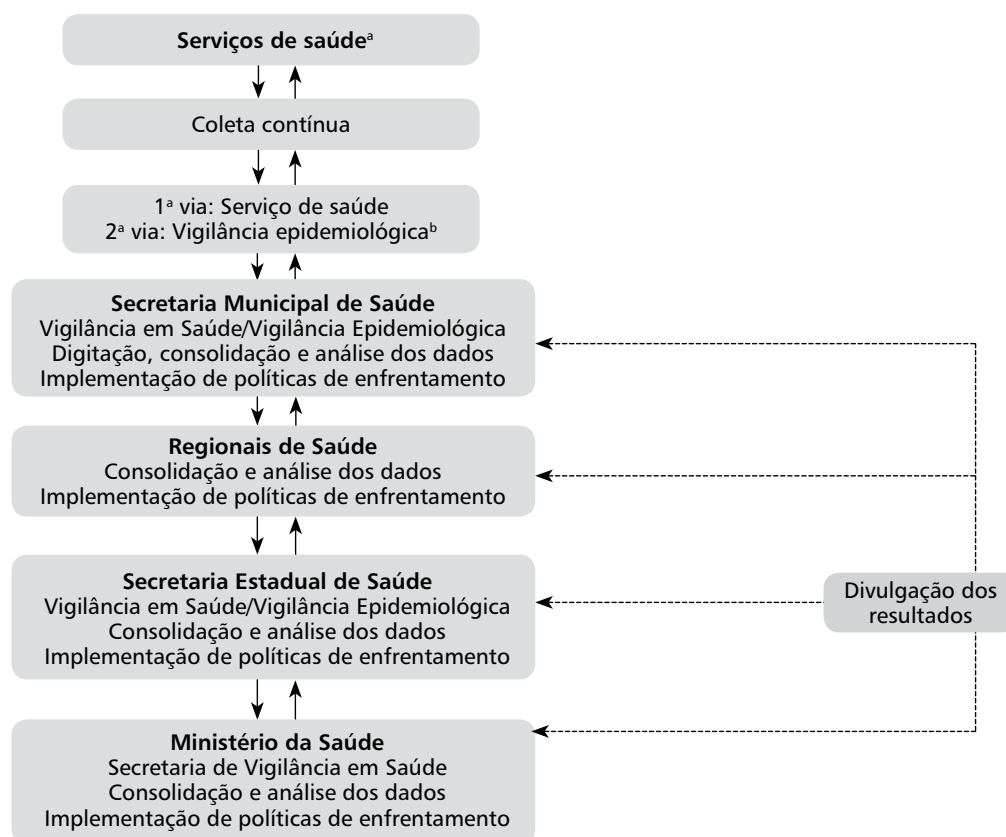 Serviços de saúdeᵃ
Coleta contínua
1ª via: Serviço de saúde
2ª via: Vigilância epidemiológicaᵇ
Secretaria Municipal de Saúde
Vigilância em Saúde/Vigilância Epidemiológica
Digitação, consolidação e análise dos dados
Implementação de políticas de enfrentamento
Regionais de Saúde
Consolidação e análise dos dados
Implementação de políticas de enfrentamento
Secretaria Estadual de Saúde
Vigilância em Saúde/Vigilância Epidemiológica
Consolidação e análise dos dados
Implementação de políticas de enfrentamento
Divulgação dos
resultados
Ministério da Saúde
Secretaria de Vigilância em Saúde
Consolidação e análise dos dados
Implementação de políticas de enfrentamento